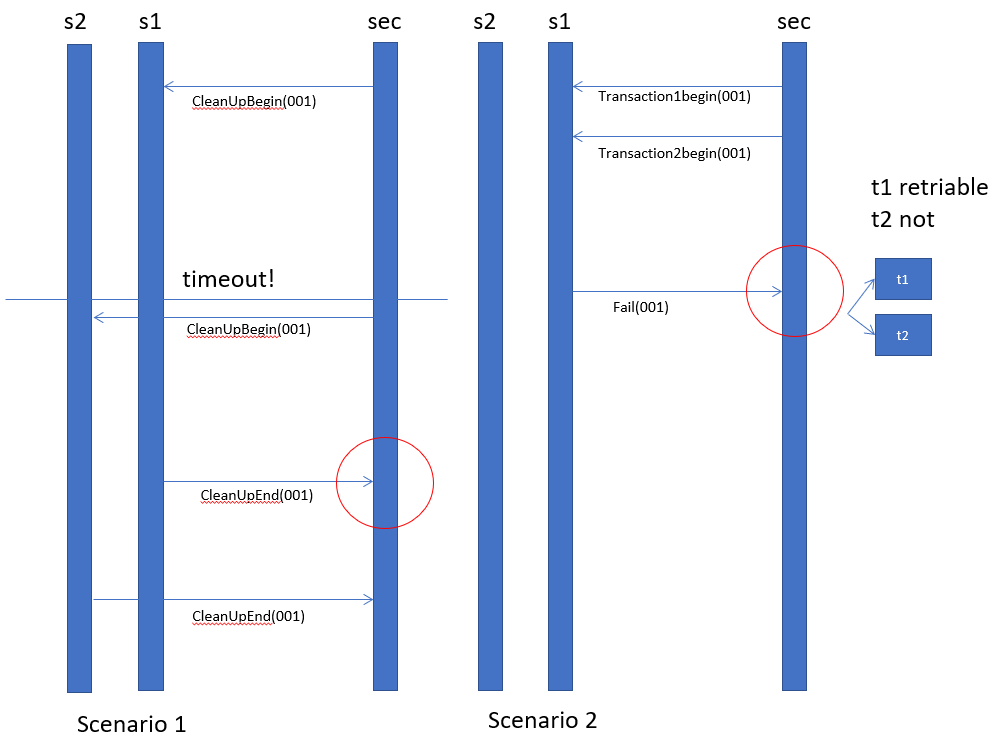 s2 s1 sec
CleanUpBegin(001)
timeout!
CleanUpBegin(001)
CleanUpEnd(001)
CleanUpEnd(001)
Scenario 1
s2 s1 sec
Transaction1begin(001)
Transaction2begin(001)
t1 retriable
t2 not
Fail(001)
t1
t2
Scenario 2